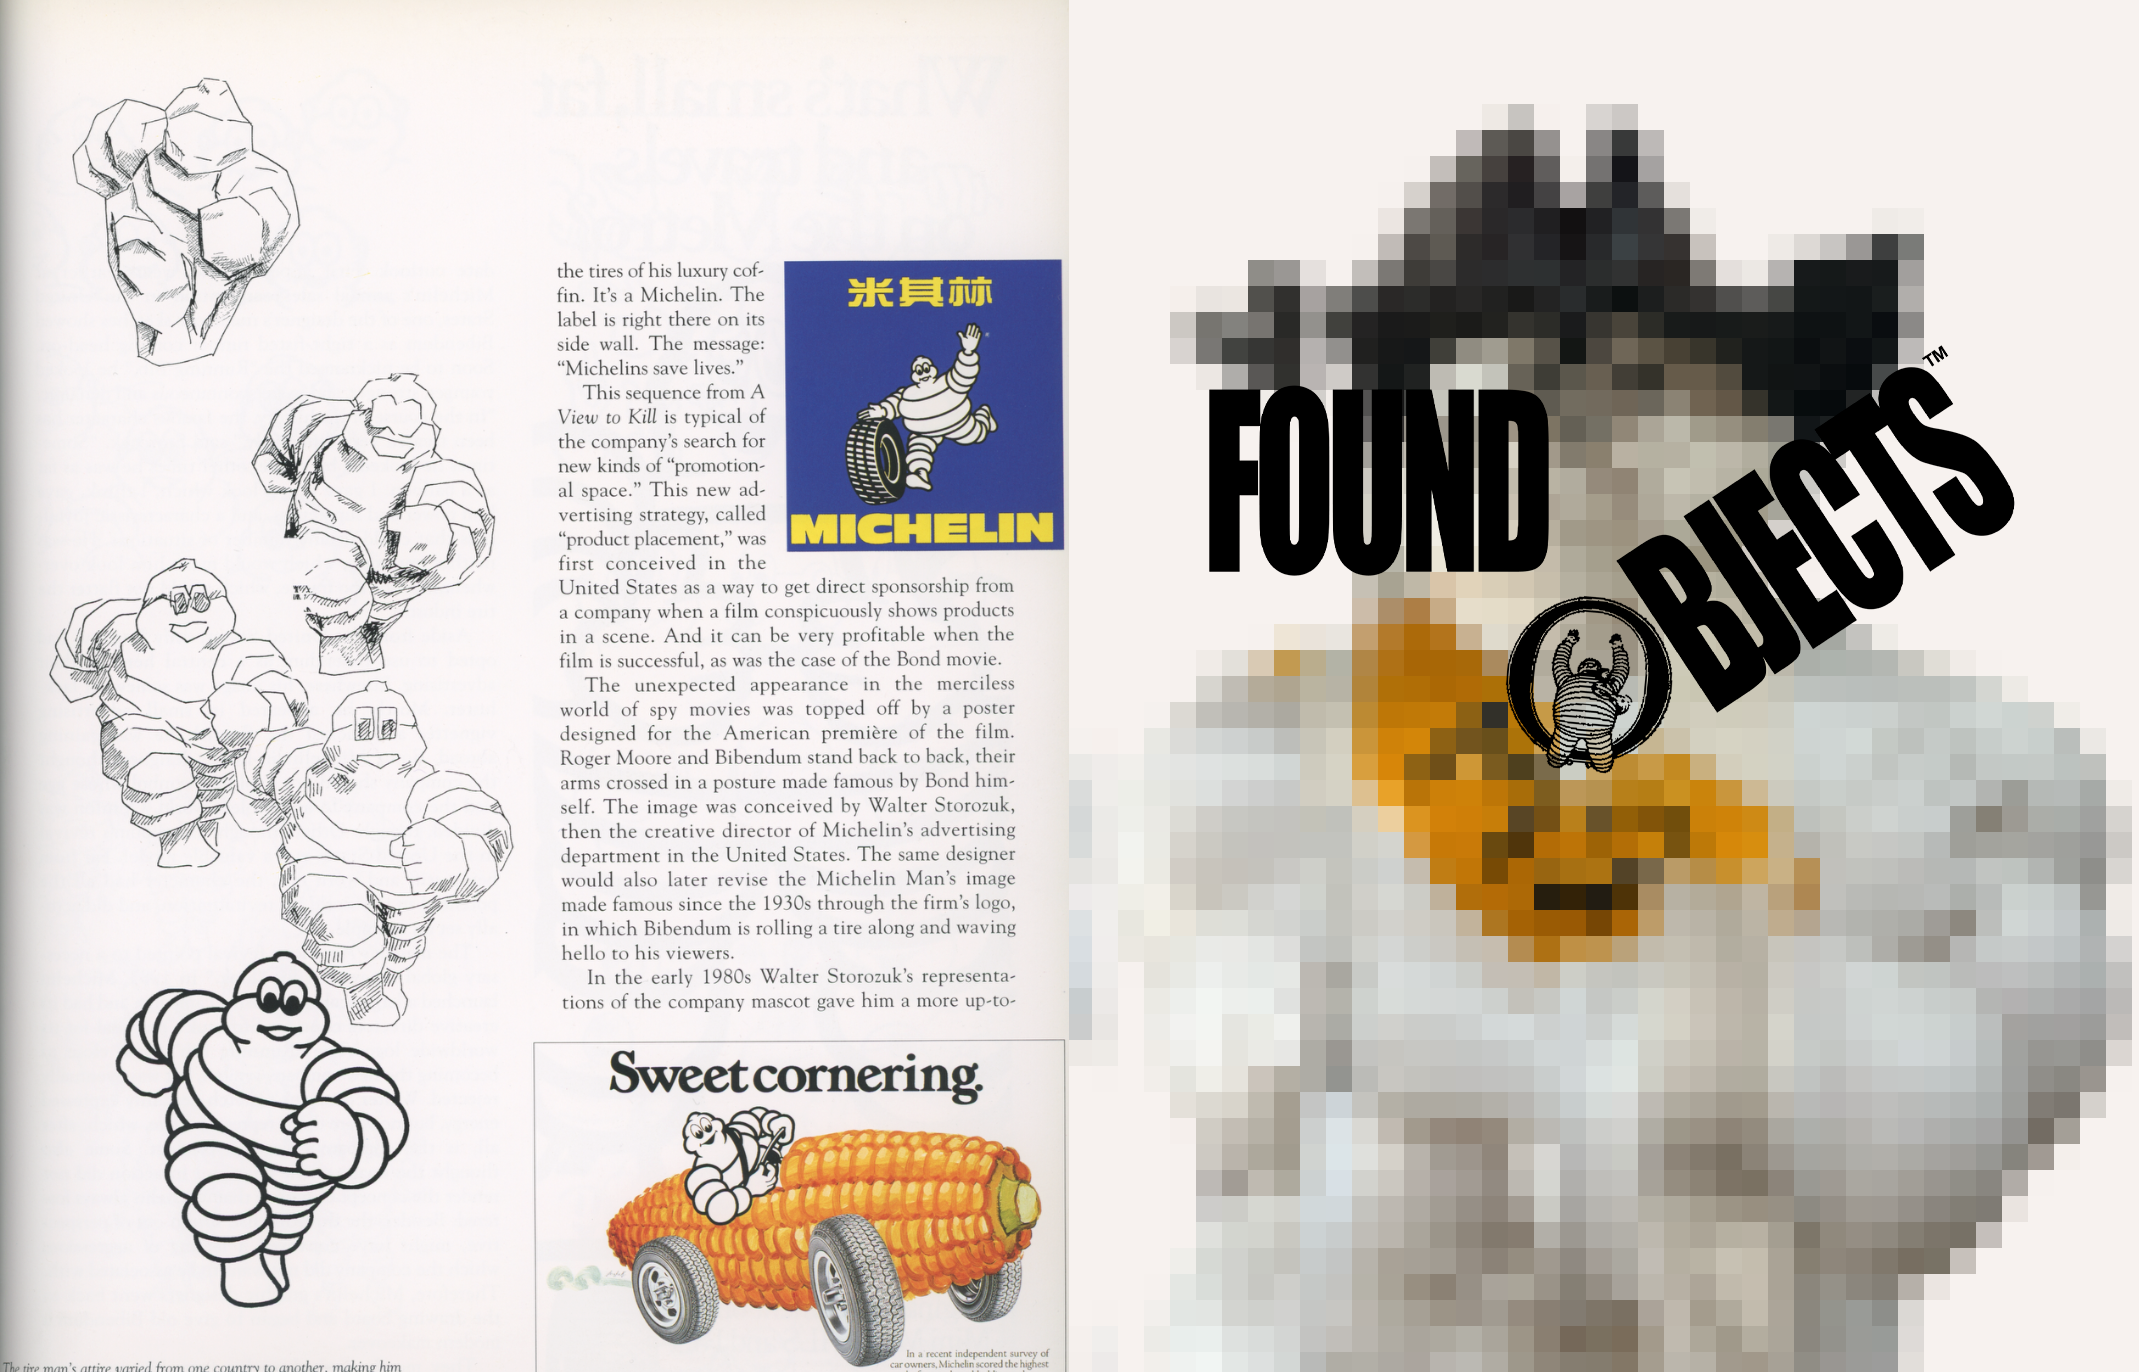 the tires of his luxury cof-
fin. It's a Michelin. The
label is right there on its
side wall. The message:
“Michelins save lives.”
This sequence from A
View to Kill is typical of
the company's search for
new kinds of “promotion-
al space.” This new ad-
vertising strategy, called
“product placement,” was
first conceived in the
United States as a way to get direct sponsorship from
a company when a film conspicuously shows products
in a scene. And it can be very profitable when the
film is successful, as was the case of the Bond movie.
The unexpected appearance in the merciless
world of spy movies was topped off by a poster
designed for the American première of the film.
Roger Moore and Bibendum stand back to back, their
arms crossed in a posture made famous by Bond him-
self. The image was conceived by Walter Storozuk,
then the creative director of Michelin's advertising
department in the United States. The same designer
would also later revise the Michelin Man's image
made famous since the 1930s through the firm's logo,
in which Bibendum is rolling a tire along and waving
hello to his viewers.
In the early 1980s Walter Storozuk's representa-
tions of the company mascot gave him a more up-to-
米其林
MICHELIN
Sweet cornering.
In a recent independent survey of
car owners, Michelin scored the highest
The tire man's attire varied from one country to another, making him
FOUND
OBJECTS™